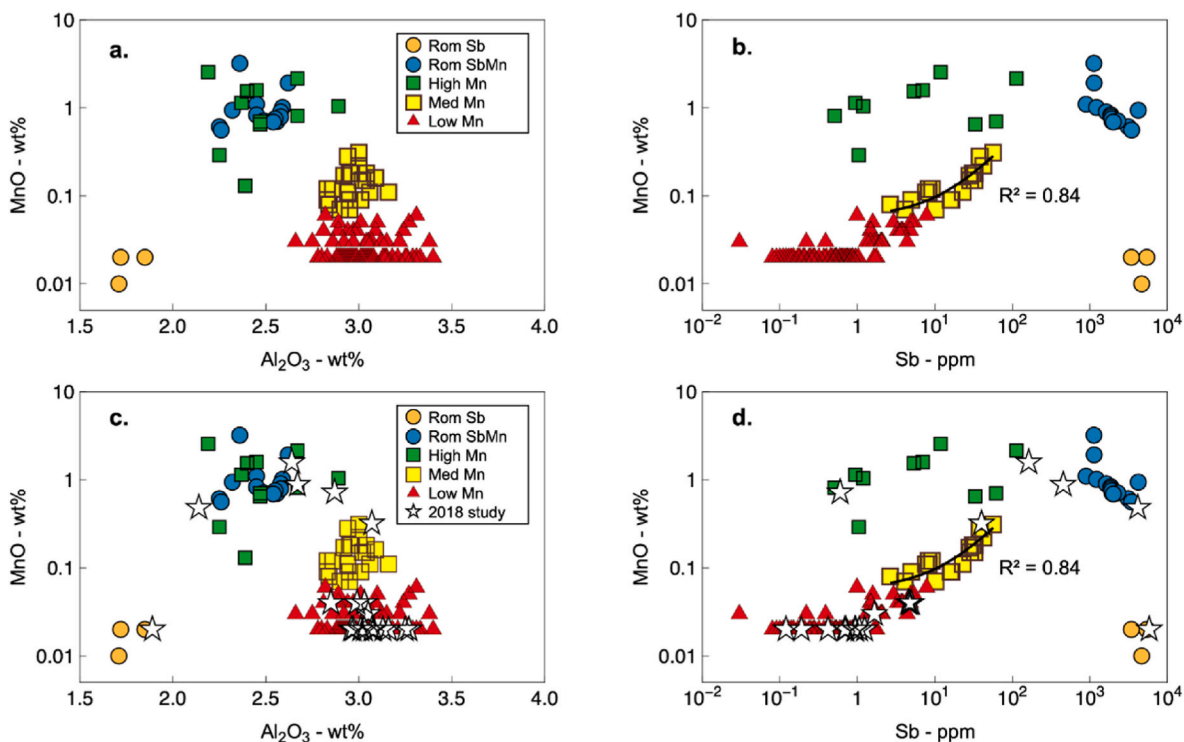 a.
Rom Sb
Rom SbMn
High Mn
Med Mn
Low Mn
10
1
0.1
0.01
MnO - wt%
1.5 2.0 2.5 3.0 3.5 4.0
Al₂O₃ - wt%
b.
R² = 0.84
10
1
0.1
0.01
MnO - wt%
10⁻² 10⁻¹ 1 10¹ 10² 10³ 10⁴
Sb - ppm
c.
Rom Sb
Rom SbMn
High Mn
Med Mn
Low Mn
2018 study
10
1
0.1
0.01
MnO - wt%
1.5 2.0 2.5 3.0 3.5 4.0
Al₂O₃ - wt%
d.
R² = 0.84
10
1
0.1
0.01
MnO - wt%
10⁻² 10⁻¹ 1 10¹ 10² 10³ 10⁴
Sb - ppm